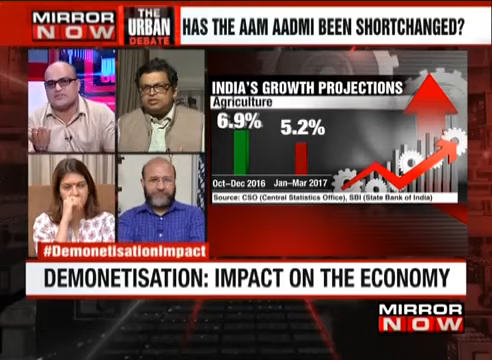 MIRROR
NOW
THE
URBAN
DEBATE
HAS THE AAM AADMI BEEN SHORTCHANGED?
INDIA'S GROWTH PROJECTIONS
Agriculture
6.9%
5.2%
Oct–Dec 2016
Jan–Mar 2017
Source: CSO (Central Statistics Office), SBI (State Bank of India)
#DemonetisationImpact
DEMONETISATION: IMPACT ON THE ECONOMY
MIRROR
NOW